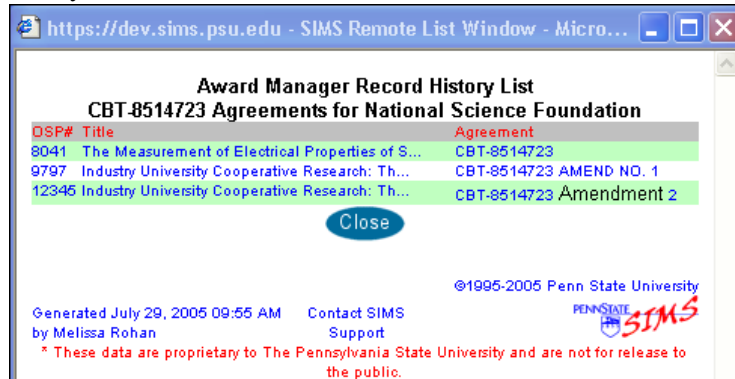 https://dev.sims.psu.edu - SIMS Remote List Window - Micro...
Award Manager Record History List
CBT-8514723 Agreements for National Science Foundation
OSP# Title Agreement
8041 The Measurement of Electrical Properties of S... CBT-8514723
9797 Industry University Cooperative Research: Th... CBT-8514723 AMEND NO. 1
12345 Industry University Cooperative Research: Th... CBT-8514723 Amendment 2
Close
©1995-2005 Penn State University
Generated July 29, 2005 09:55 AM Contact SIMS PENNSTATE SIMS
by Melissa Rohan Support
* These data are proprietary to The Pennsylvania State University and are not for release to
the public.